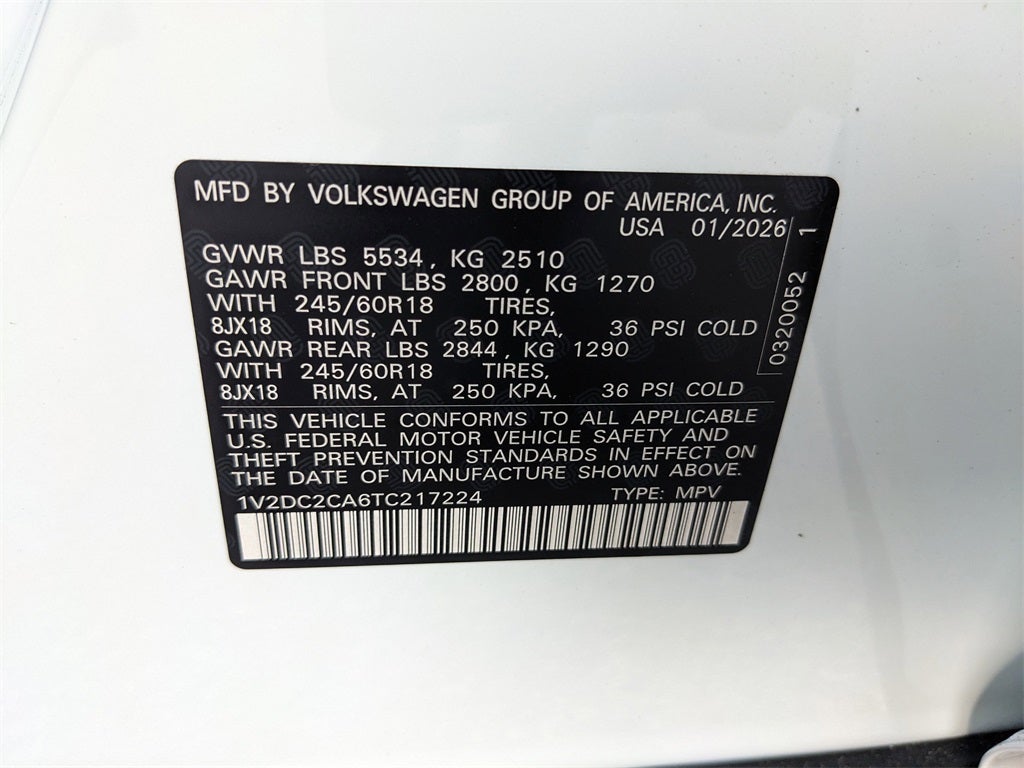 MFD BY VOLKSWAGEN GROUP OF AMERICA, INC.
USA 01/2026
GVWR LBS 5534, KG 2510
GAWR FRONT LBS 2800, KG 1270
WITH 245/60R18 TIRES,
8JX18 RIMS, AT 250 KPA, 36 PSI COLD
GAWR REAR LBS 2844, KG 1290
WITH 245/60R18 TIRES,
8JX18 RIMS, AT 250 KPA, 36 PSI COLD
0320052 1
THIS VEHICLE CONFORMS TO ALL APPLICABLE
U.S. FEDERAL MOTOR VEHICLE SAFETY AND
THEFT PREVENTION STANDARDS IN EFFECT ON
THE DATE OF MANUFACTURE SHOWN ABOVE.
1V2DC2CA6TC217224 TYPE: MPV